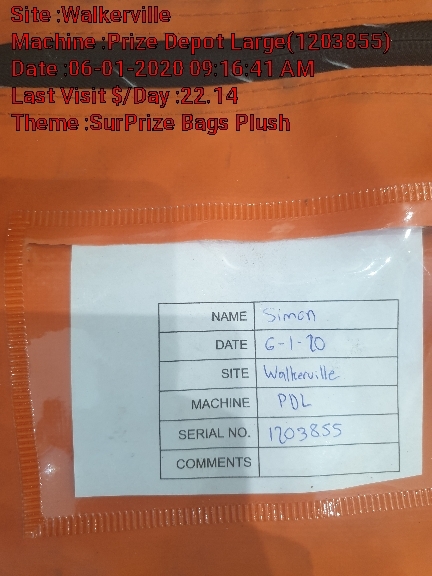 Site :Walkerville
Machine :Prize Depot Large(1203855)
Date :06-01-2020 09:16:41 AM
Last Visit $/Day :22.14
Theme :SurPrize Bags Plush
NAME Simon
DATE 6-1-20
SITE Walkerville
MACHINE PDL
SERIAL NO. 1203855
COMMENTS